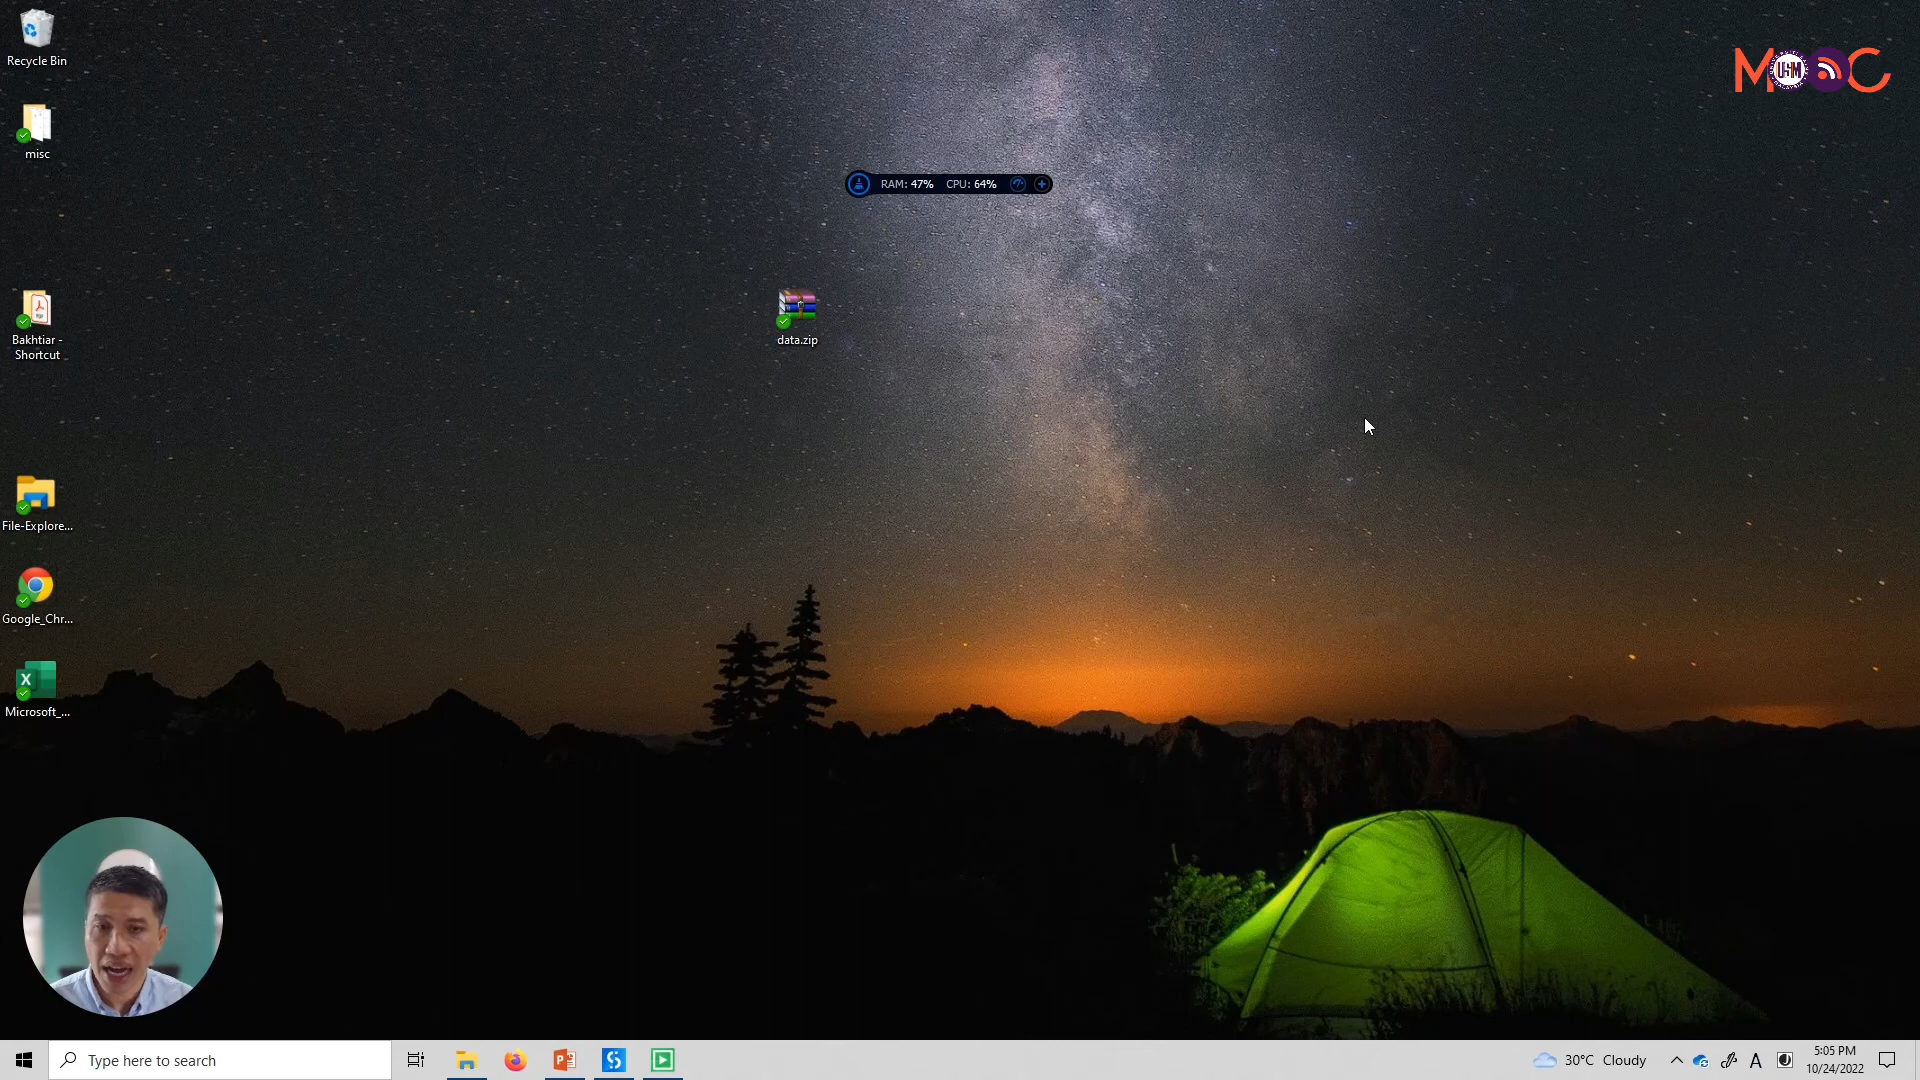 Recycle Bin
MOOC
USM
misc
RAM: 47% CPU: 64%
data.zip
Bakhtiar -
Shortcut
File-Explore...
Google_Chr...
Microsoft_...
Type here to search
30°C Cloudy
A
5:05 PM
10/24/2022